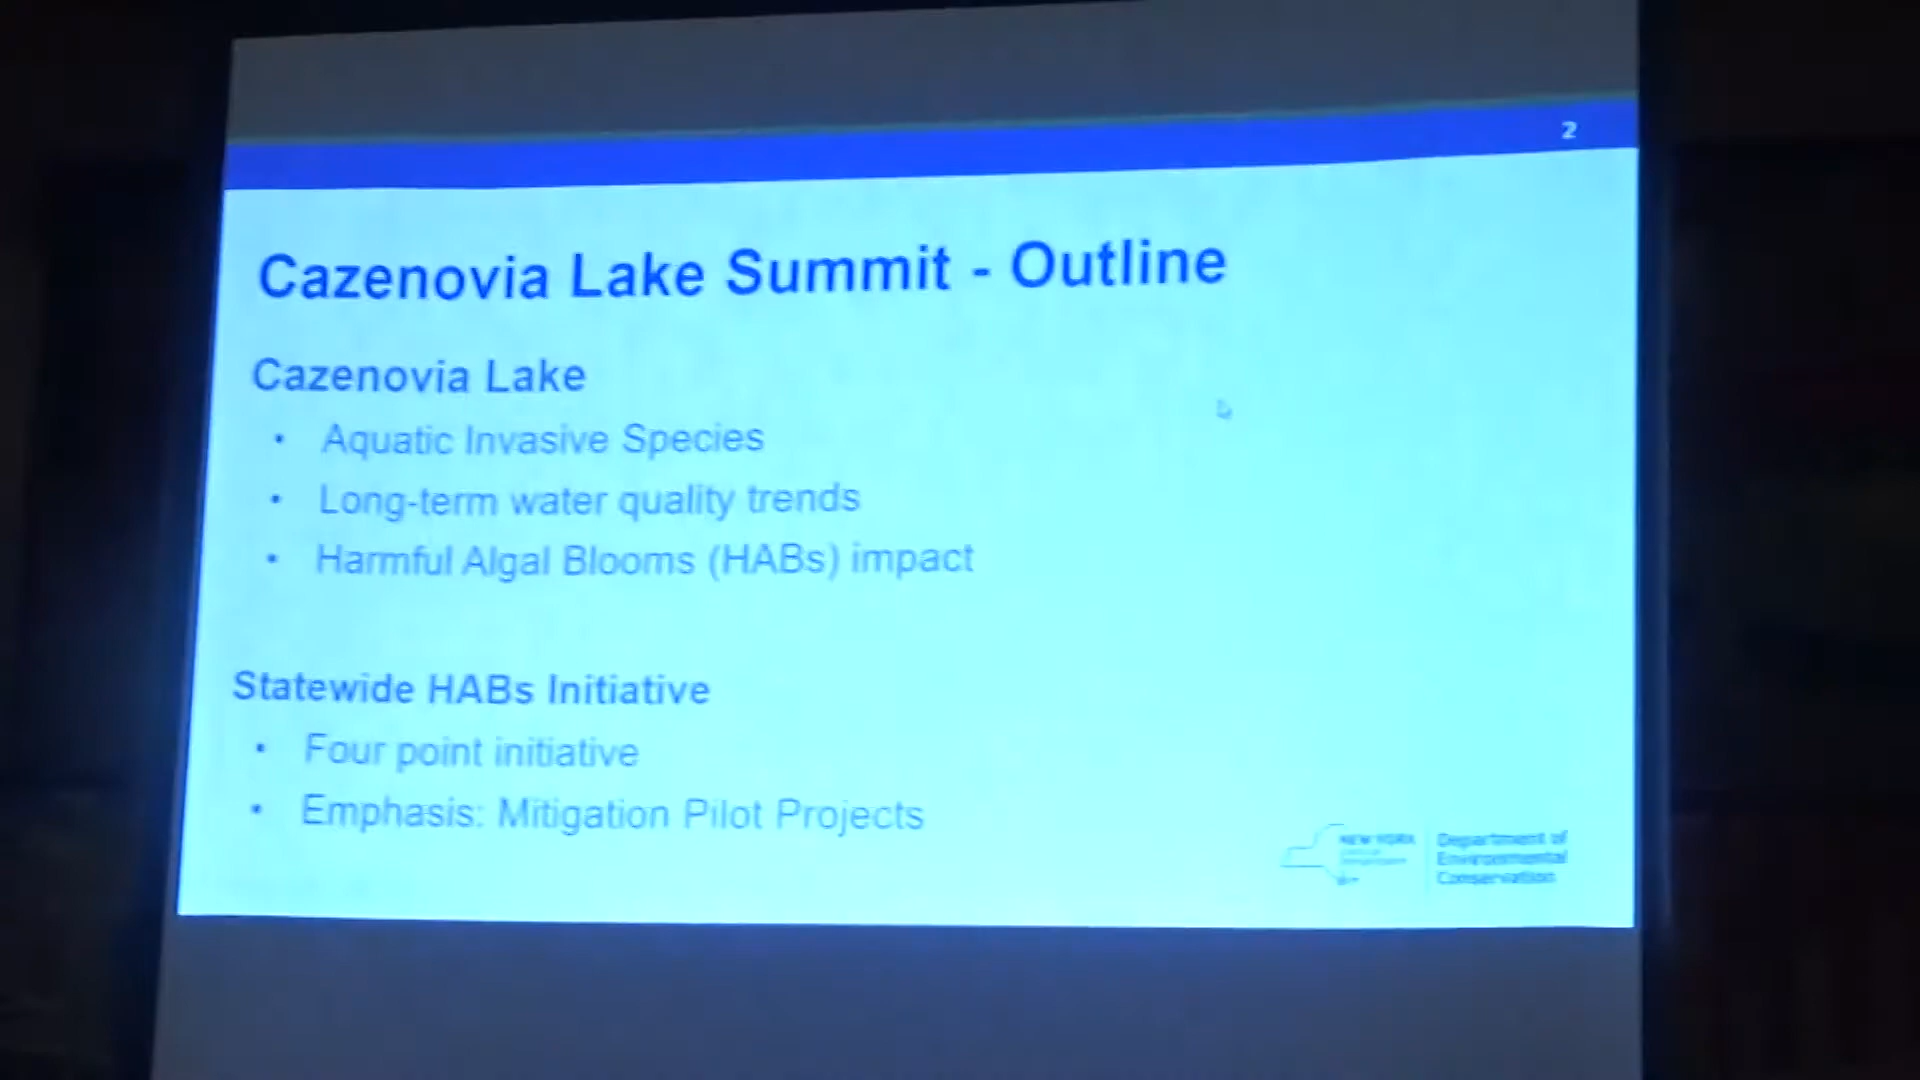 2
Cazenovia Lake Summit - Outline
Cazenovia Lake
• Aquatic Invasive Species
• Long-term water quality trends
• Harmful Algal Blooms (HABs) impact
Statewide HABs Initiative
• Four point initiative
• Emphasis: Mitigation Pilot Projects
NEW YORK
Department of
Environmental
Conservation